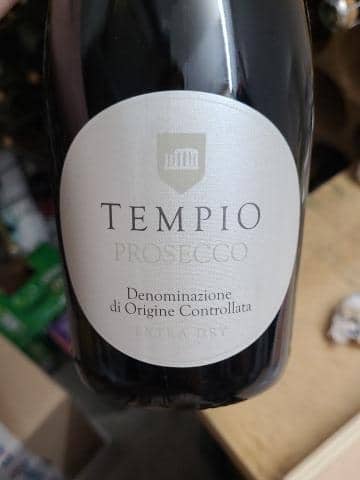 TEMPIO
PROSECCO
Denominazione
di Origine Controllata
EXTRA DRY